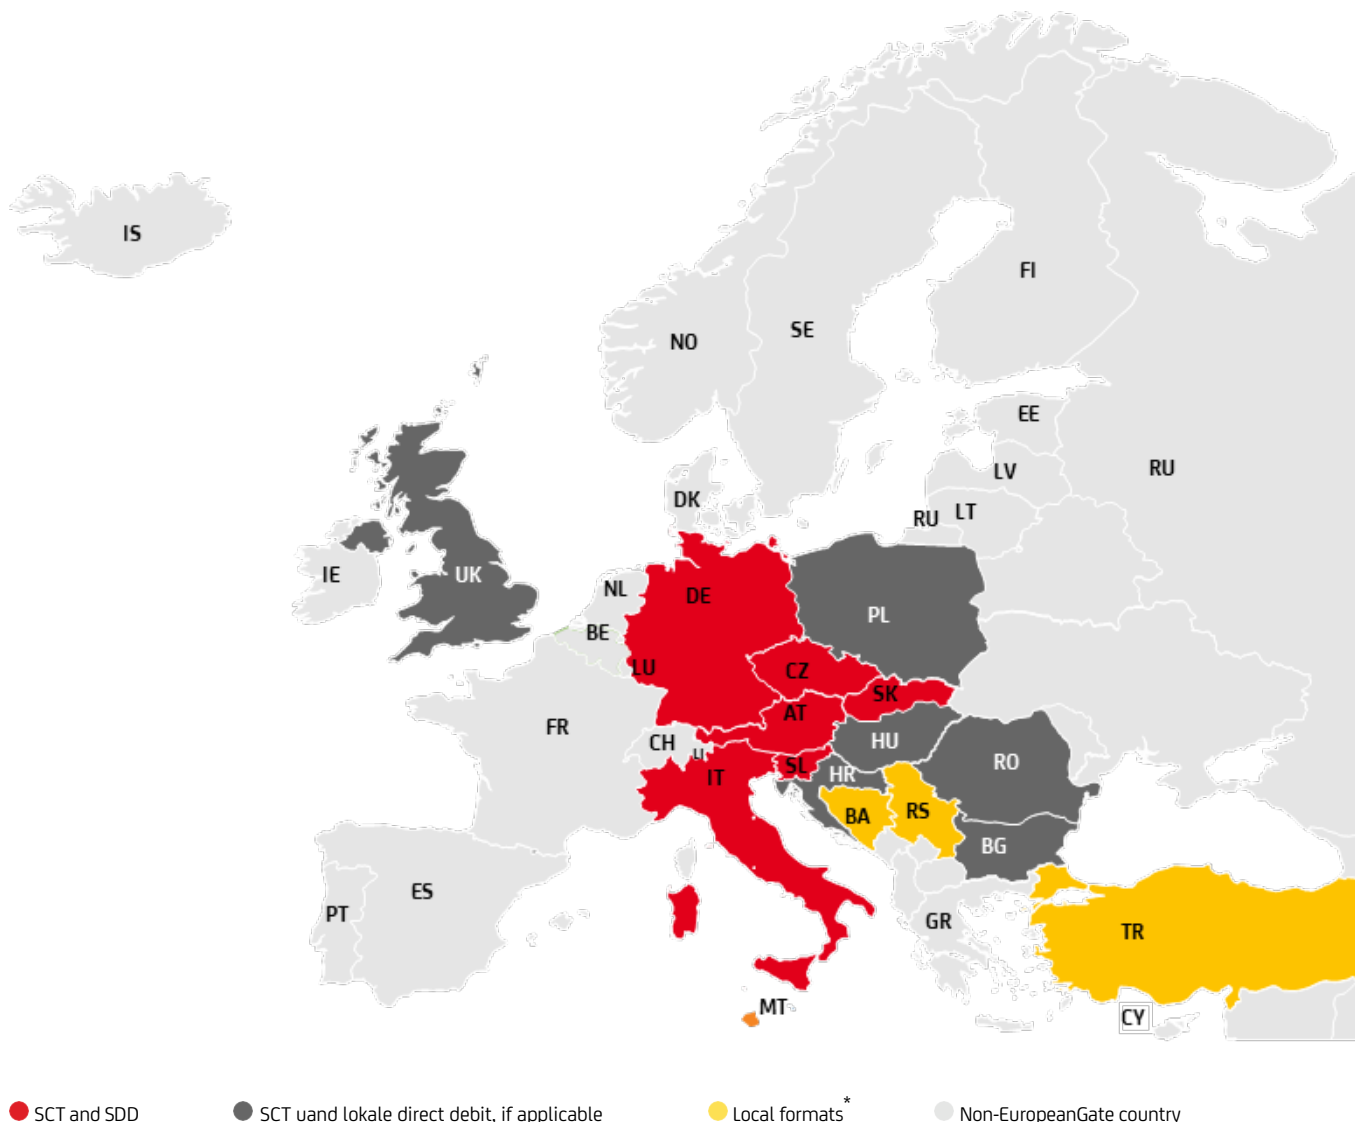 IS
FI
SE
NO
EE
LV
RU
DK
RU
LT
IE
UK
NL
DE
PL
BE
LU
CZ
SK
AT
FR
CH
LI
HU
IT
SL
HR
RO
BA
RS
BG
ES
PT
GR
TR
MT
CY
SCT and SDD
SCT uand lokale direct debit, if applicable
Local formats*
Non-EuropeanGate country